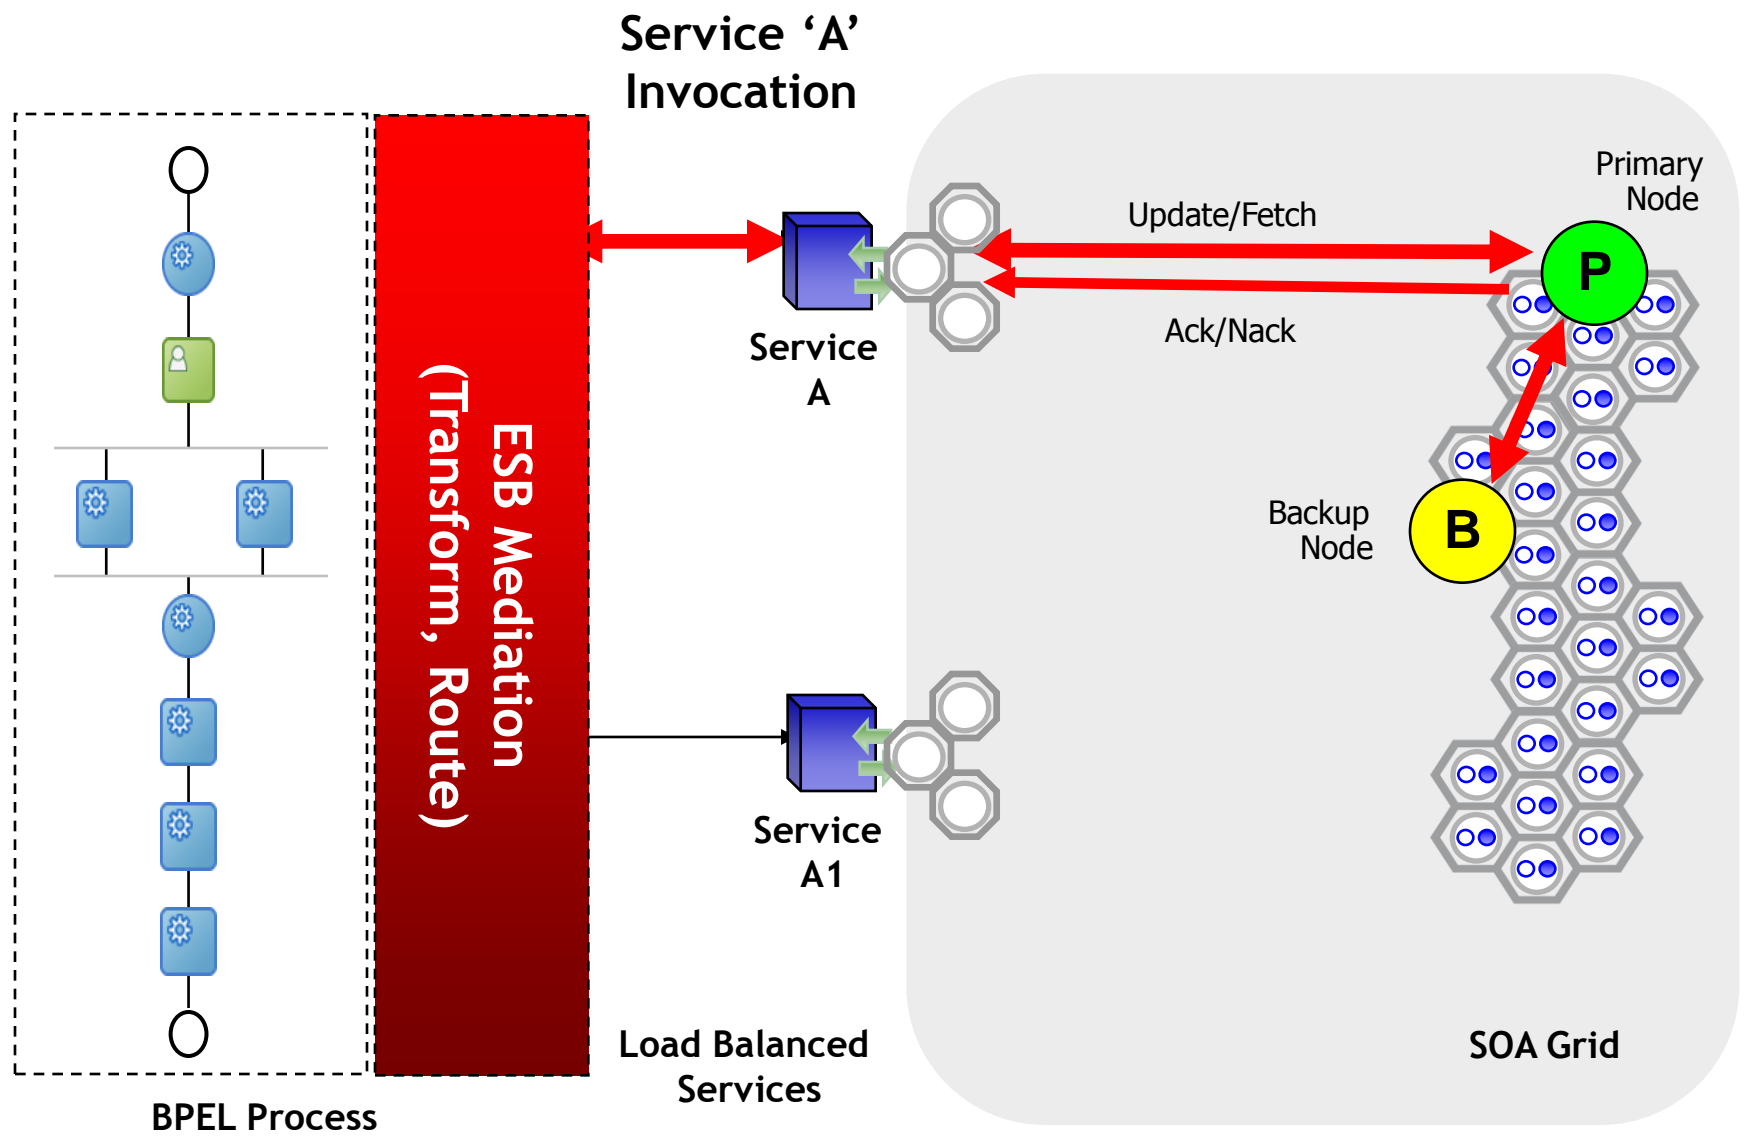 Service ‘A’
Invocation
Primary
Node
Update/Fetch
P
Ack/Nack
Service
A
ESB Mediation
(Transform, Route)
Backup
Node
B
Service
A1
Load Balanced
Services
SOA Grid
BPEL Process